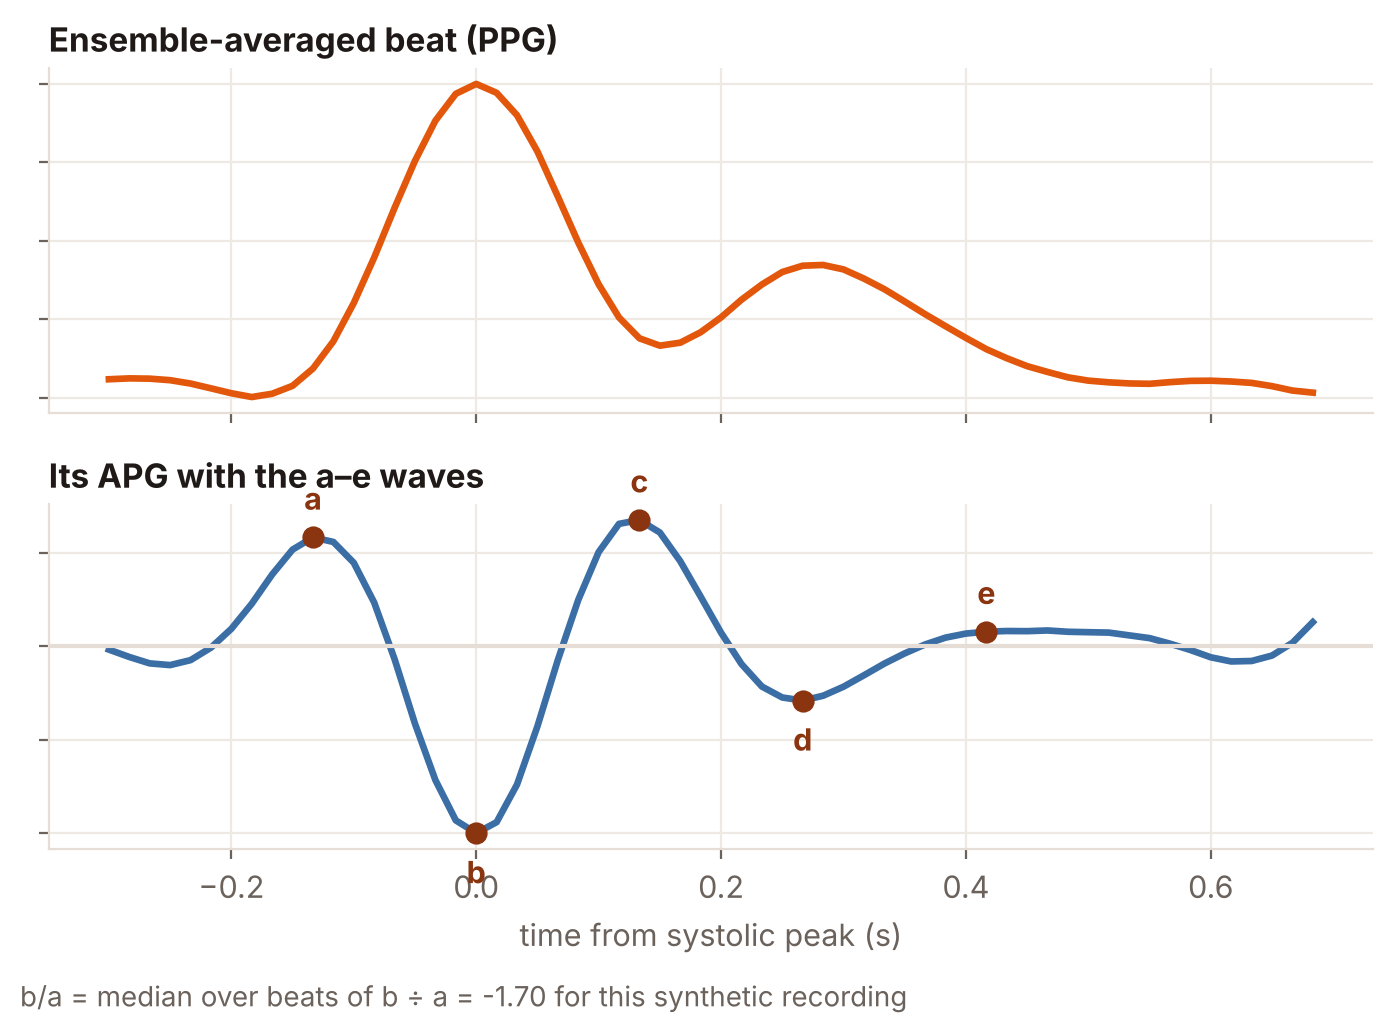 Ensemble-averaged beat (PPG)
Its APG with the a–e waves
a
c
e
d
b
−0.2 0.0 0.2 0.4 0.6
time from systolic peak (s)
b/a = median over beats of b ÷ a = -1.70 for this synthetic recording